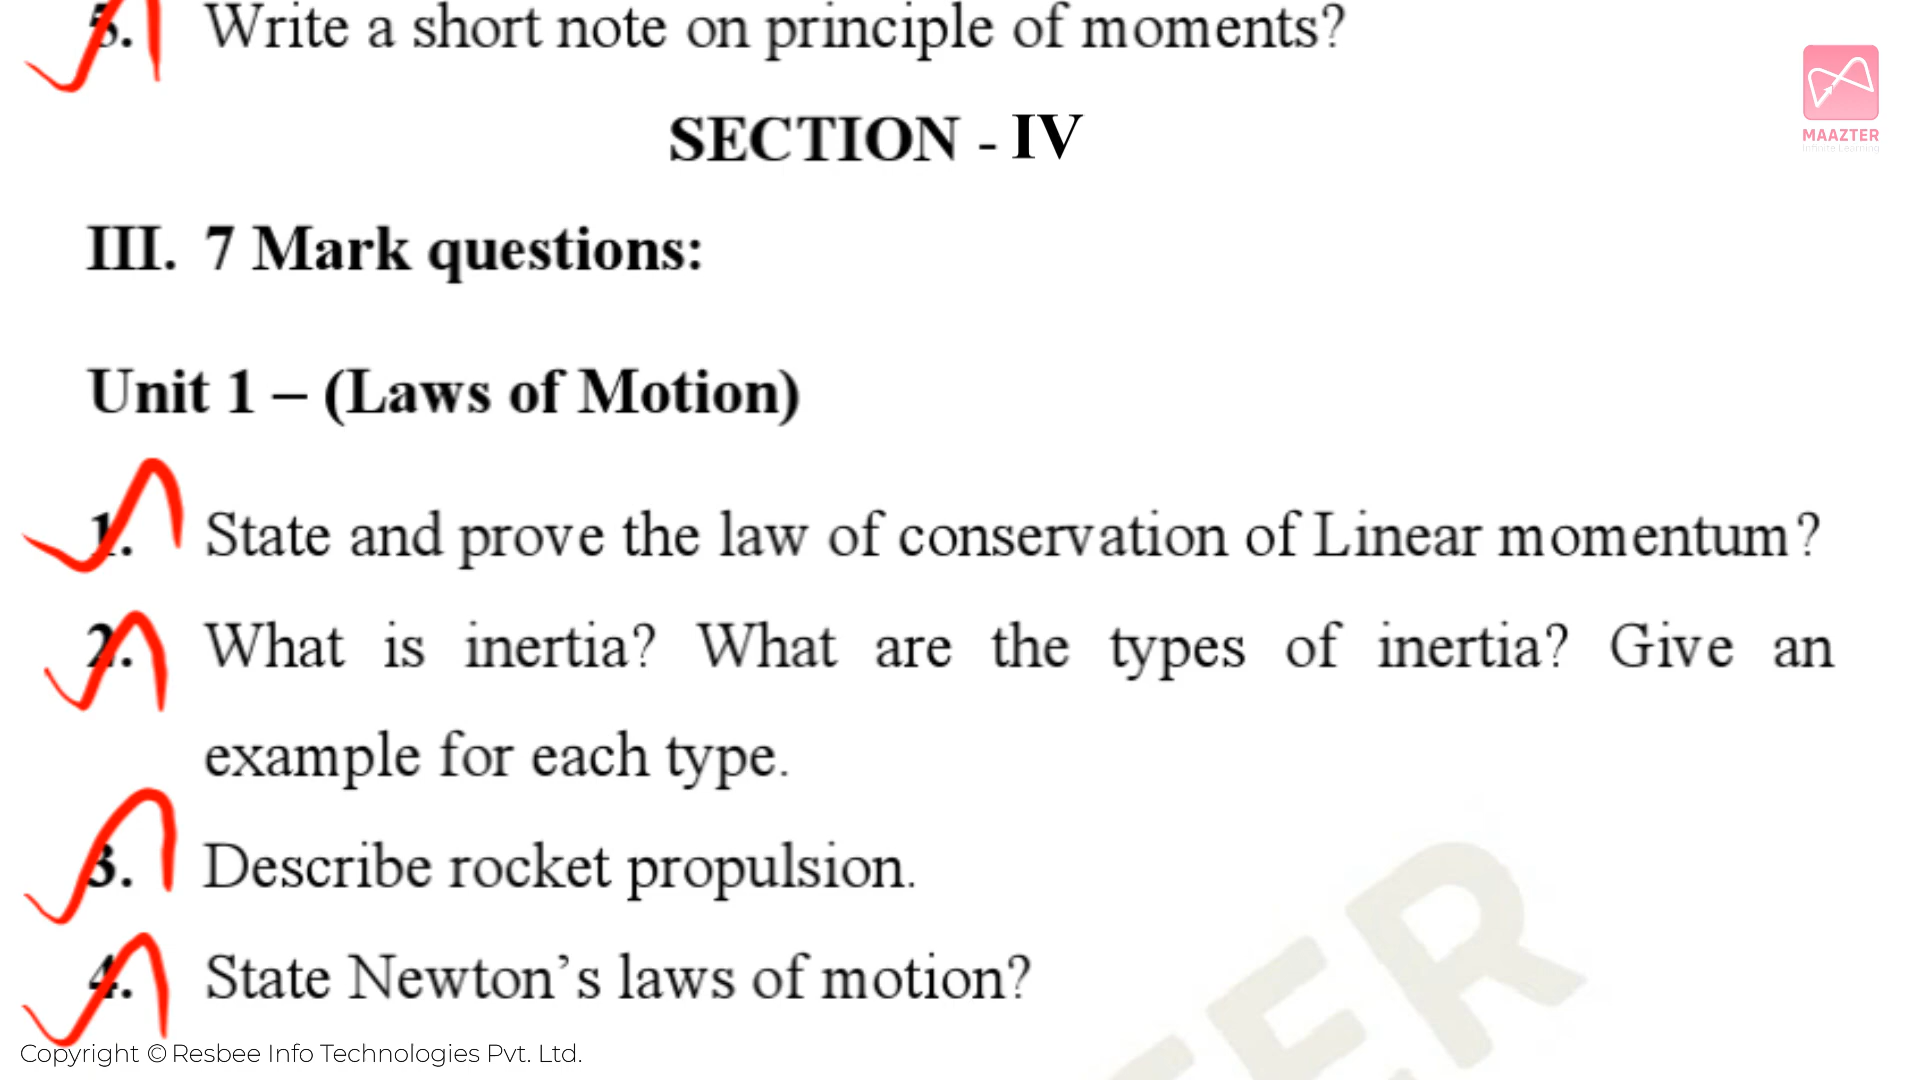 5. Write a short note on principle of moments?
MAAZTER
Infinite Learning
SECTION - IV
III. 7 Mark questions:
Unit 1 – (Laws of Motion)
1. State and prove the law of conservation of Linear momentum?
2. What is inertia? What are the types of inertia? Give an
example for each type.
3. Describe rocket propulsion.
4. State Newton’s laws of motion?
TER
Copyright © Resbee Info Technologies Pvt. Ltd.